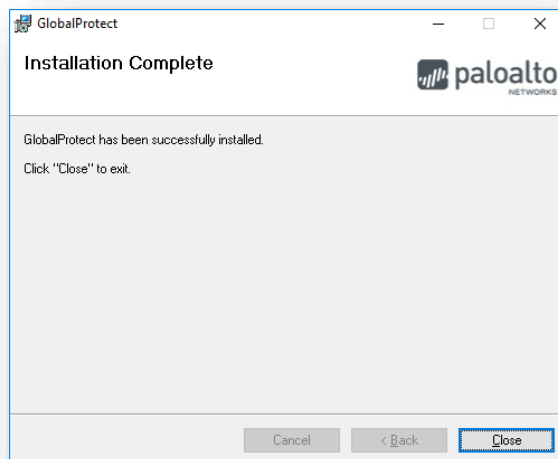 GlobalProtect
Installation Complete
paloalto
NETWORKS
GlobalProtect has been successfully installed.
Click "Close" to exit.
Cancel
< Back
Close